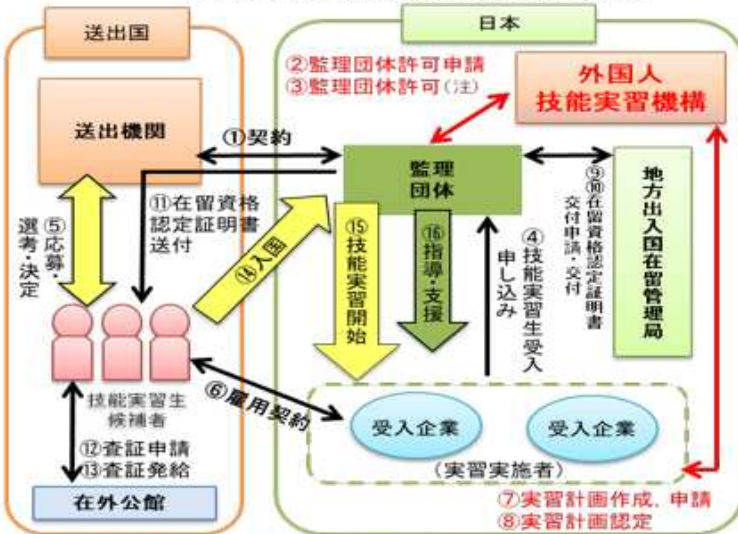 送出国
日本
②監理団体許可申請
③監理団体許可(注)
外国人
技能実習機構
送出機関
①契約
監理
団体
地方出入国在留管理局
⑨⑩在留資格認定証明書
交付申請・交付
⑤応募・
選考・決定
⑪在留資格
認定証明書
送付
⑭入国
⑮技能実習開始
⑯指導・支援
④技能実習生受入
申し込み
技能実習生
候補者
⑥雇用契約
受入企業
受入企業
(実習実施者)
⑫査証申請
⑬査証発給
在外公館
⑦実習計画作成、申請
⑧実習計画認定